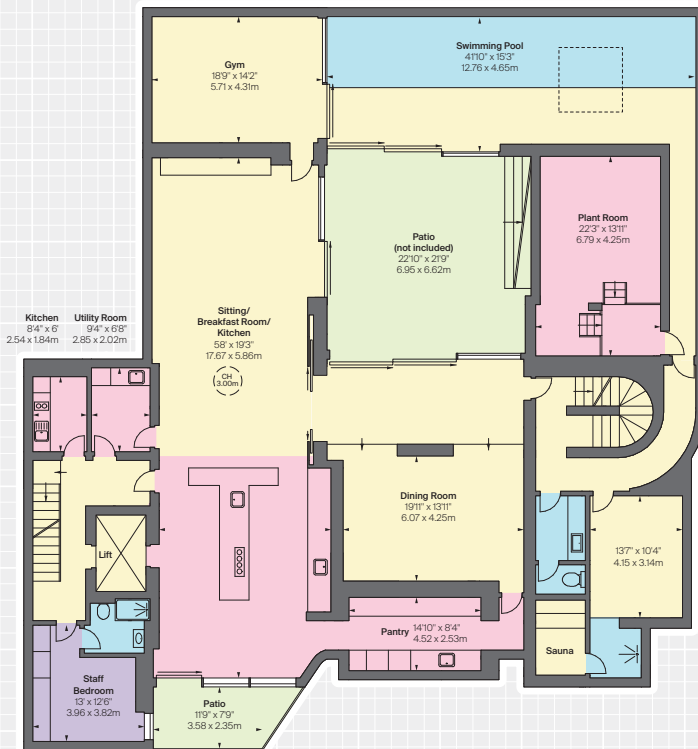 Gym
18'9" x 14'2"
5.71 x 4.31m
Swimming Pool
41'10" x 15'3"
12.76 x 4.65m
Patio
(not included)
22'10" x 21'9"
6.95 x 6.62m
Plant Room
22'3" x 13'11"
6.79 x 4.25m
Sitting/
Breakfast Room/
Kitchen
58' x 19'3"
17.67 x 5.86m
CH
3.00m
Kitchen
8'4" x 6'
2.54 x 1.84m
Utility Room
9'4" x 6'8"
2.85 x 2.02m
Dining Room
19'11" x 13'11"
6.07 x 4.25m
13'7" x 10'4"
4.15 x 3.14m
Lift
Pantry
14'10" x 8'4"
4.52 x 2.53m
Sauna
Staff
Bedroom
13' x 12'6"
3.96 x 3.82m
Patio
11'9" x 7'9"
3.58 x 2.35m